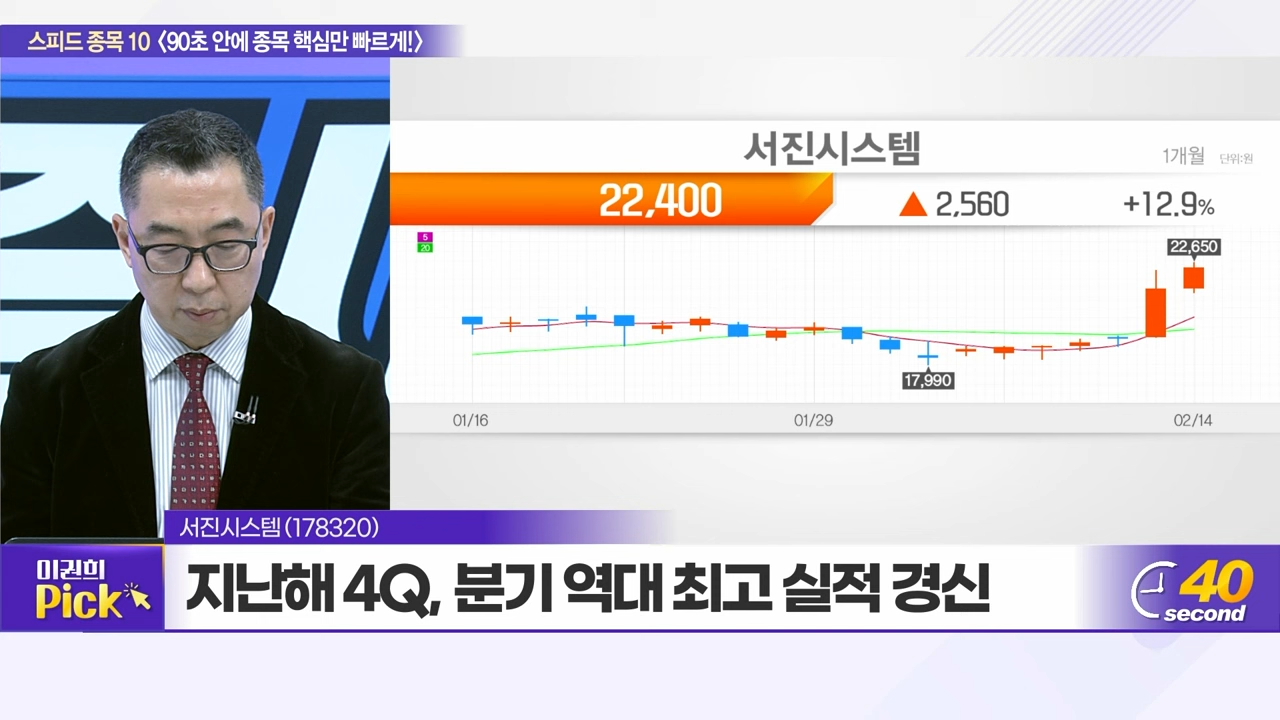 스피드 종목 10 〈90초 안에 종목 핵심만 빠르게!〉
서진시스템
1개월 단위:원
22,400 ▲ 2,560 +12.9%
5
20
22,650
17,990
01/16 01/29 02/14
서진시스템(178320)
이권희
Pick
지난해 4Q, 분기 역대 최고 실적 경신
40
second